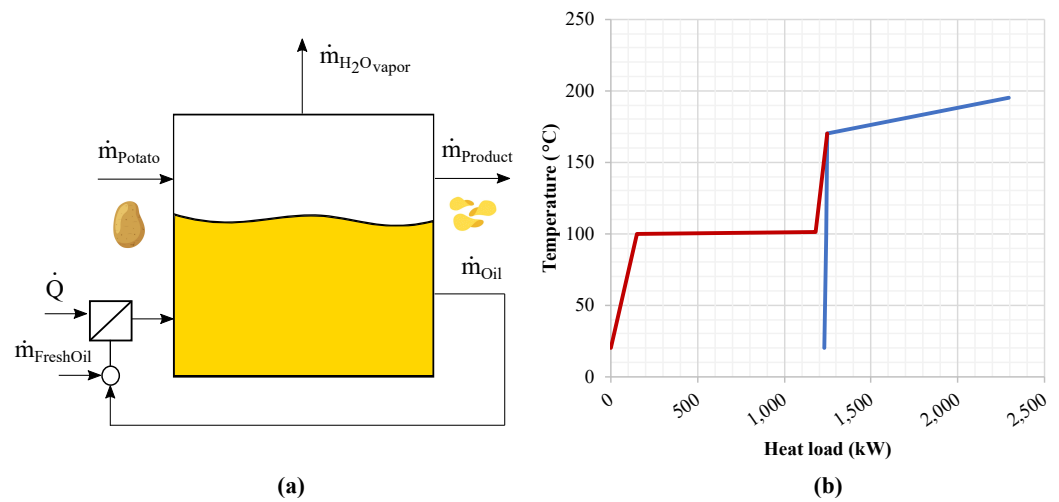 ṁH₂Ovapor
ṁPotato
ṁProduct
ṁOil
Q̇
ṁFreshOil
(a)
250
200
150
100
50
0
Temperature (°C)
0
500
1,000
1,500
2,000
2,500
Heat load (kW)
(b)